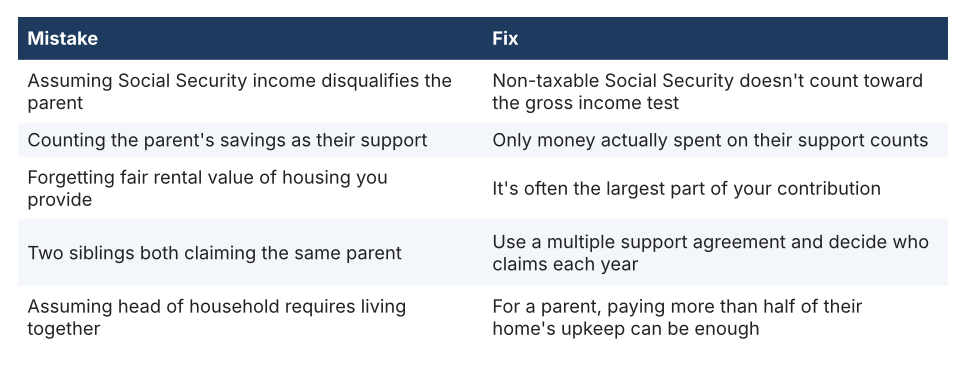 Mistake
Fix
Assuming Social Security income disqualifies the
parent
Non-taxable Social Security doesn't count toward
the gross income test
Counting the parent's savings as their support
Only money actually spent on their support counts
Forgetting fair rental value of housing you
provide
It's often the largest part of your contribution
Two siblings both claiming the same parent
Use a multiple support agreement and decide who
claims each year
Assuming head of household requires living
together
For a parent, paying more than half of their
home's upkeep can be enough